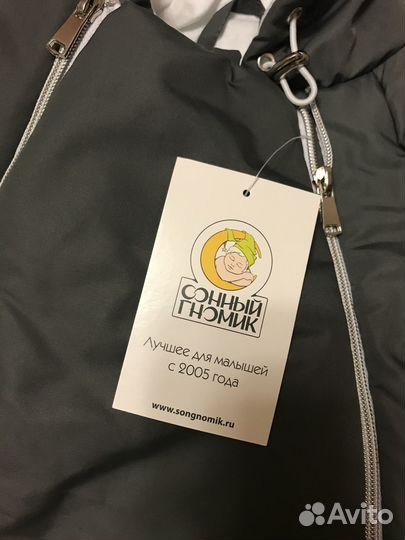 СОННЫЙ
ГНОМИК
Лучшее для малышей
с 2005 года
www.songnomik.ru
Avito